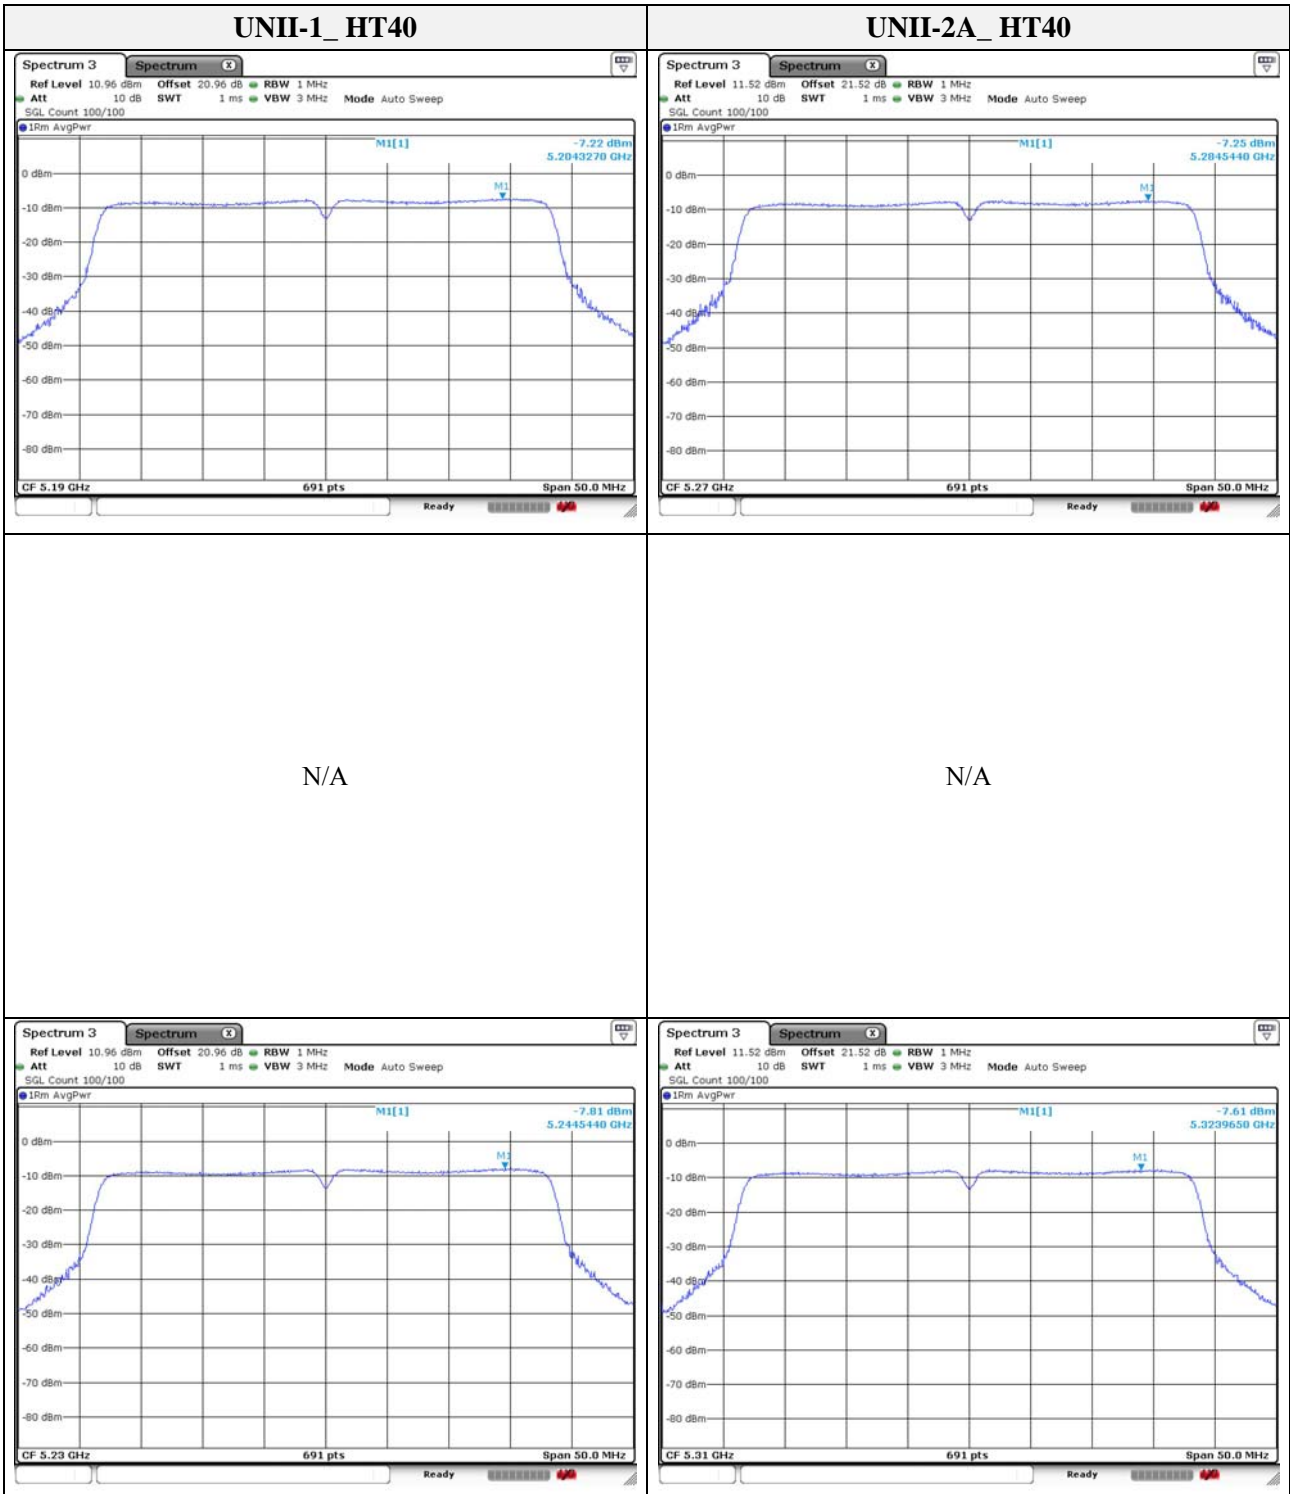 UNII-1_ HT40
UNII-2A_ HT40
Spectrum 3 Spectrum X
Ref Level 10.96 dBm Offset 20.96 dB RBW 1 MHz
Att 10 dB SWT 1 ms VBW 3 MHz Mode Auto Sweep
SGL Count 100/100
1Rm AvgPwr
M1[1] -7.22 dBm
5.2043270 GHz
M1
0 dBm
-10 dBm
-20 dBm
-30 dBm
-40 dBm
-50 dBm
-60 dBm
-70 dBm
-80 dBm
CF 5.19 GHz 691 pts Span 50.0 MHz
Ready
Spectrum 3 Spectrum X
Ref Level 11.52 dBm Offset 21.52 dB RBW 1 MHz
Att 10 dB SWT 1 ms VBW 3 MHz Mode Auto Sweep
SGL Count 100/100
1Rm AvgPwr
M1[1] -7.25 dBm
5.2845440 GHz
M1
0 dBm
-10 dBm
-20 dBm
-30 dBm
-40 dBm
-50 dBm
-60 dBm
-70 dBm
-80 dBm
CF 5.27 GHz 691 pts Span 50.0 MHz
Ready
N/A
N/A
Spectrum 3 Spectrum X
Ref Level 10.96 dBm Offset 20.96 dB RBW 1 MHz
Att 10 dB SWT 1 ms VBW 3 MHz Mode Auto Sweep
SGL Count 100/100
1Rm AvgPwr
M1[1] -7.81 dBm
5.2445440 GHz
M1
0 dBm
-10 dBm
-20 dBm
-30 dBm
-40 dBm
-50 dBm
-60 dBm
-70 dBm
-80 dBm
CF 5.23 GHz 691 pts Span 50.0 MHz
Ready
Spectrum 3 Spectrum X
Ref Level 11.52 dBm Offset 21.52 dB RBW 1 MHz
Att 10 dB SWT 1 ms VBW 3 MHz Mode Auto Sweep
SGL Count 100/100
1Rm AvgPwr
M1[1] -7.61 dBm
5.3239650 GHz
M1
0 dBm
-10 dBm
-20 dBm
-30 dBm
-40 dBm
-50 dBm
-60 dBm
-70 dBm
-80 dBm
CF 5.31 GHz 691 pts Span 50.0 MHz
Ready